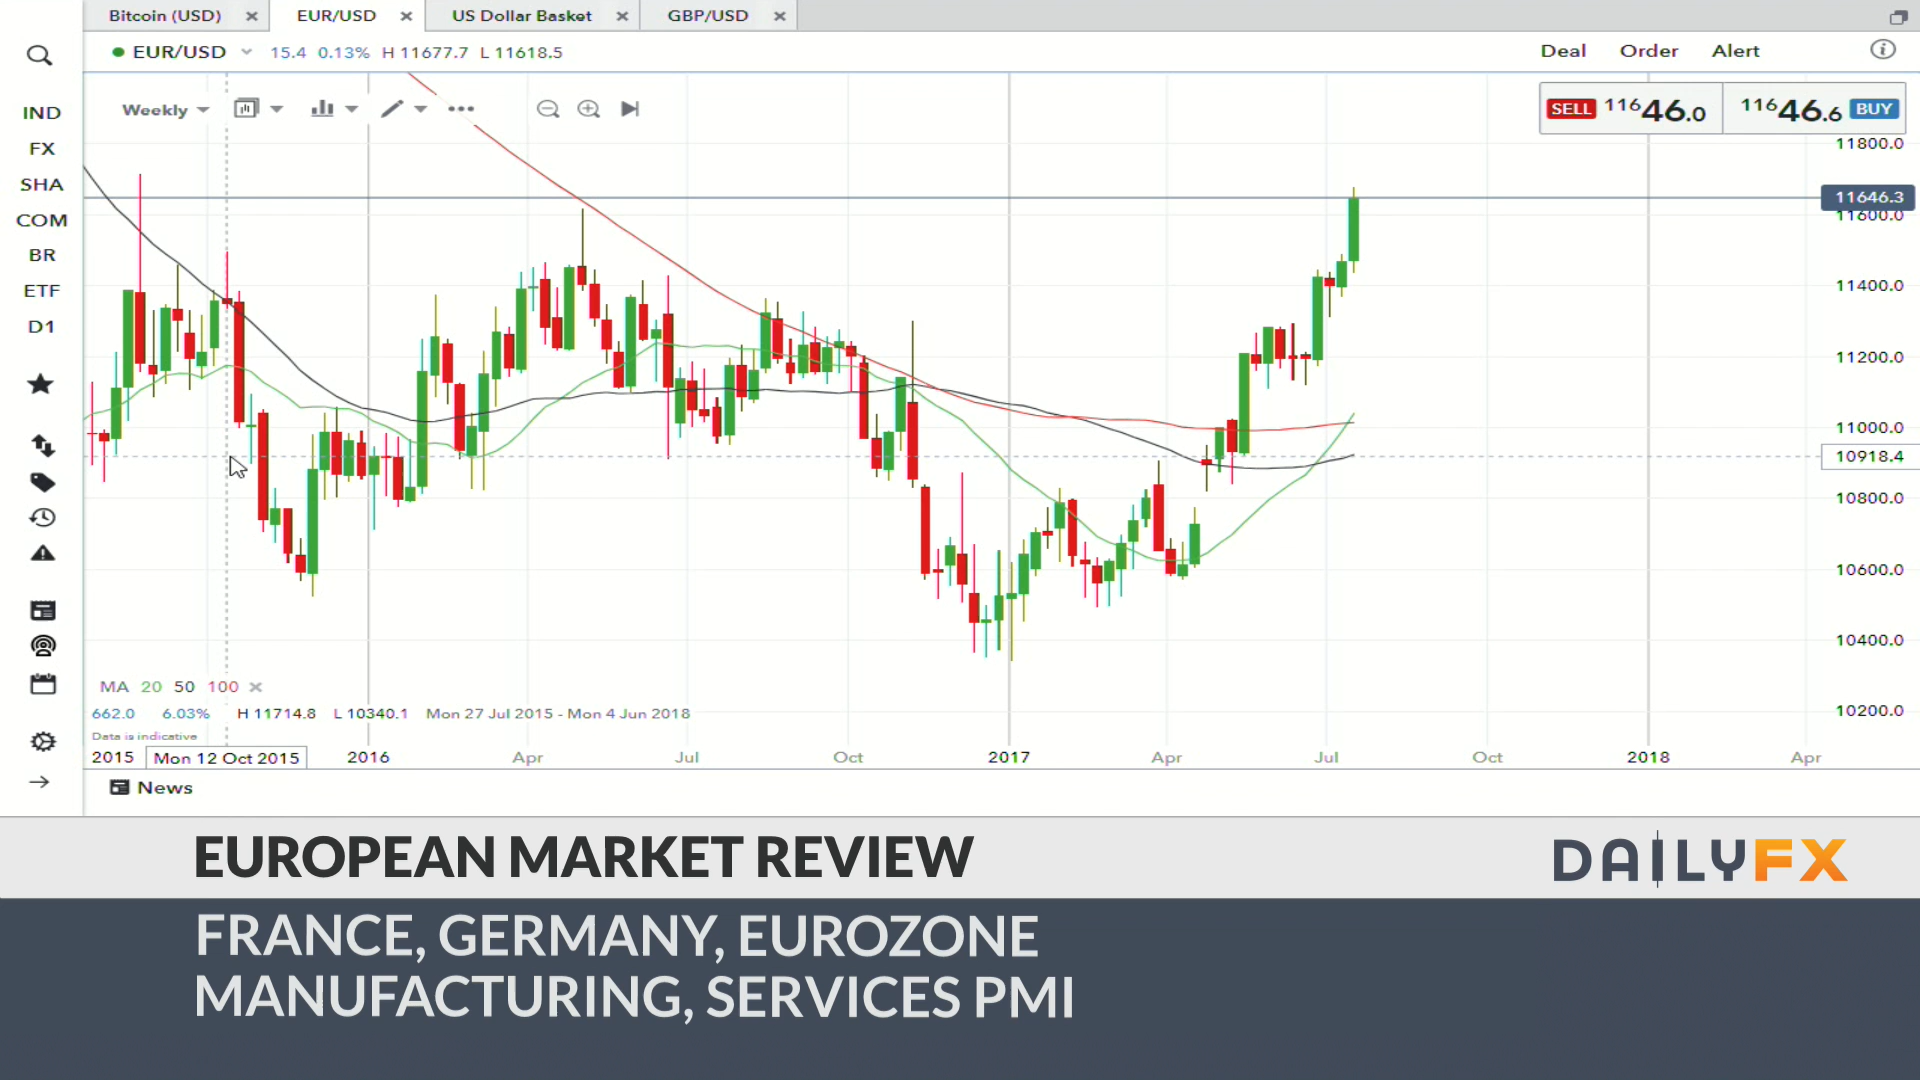 Bitcoin (USD) × EUR/USD × US Dollar Basket × GBP/USD ×
EUR/USD 15.4 0.13% H 11677.7 L 11618.5 Deal Order Alert
Weekly
SELL 11646.0 11646.6 BUY
IND
FX
SHA
COM
BR
ETF
D1
11800.0
11646.3
11600.0
11400.0
11200.0
11000.0
10918.4
10800.0
10600.0
10400.0
10200.0
MA 20 50 100 ×
662.0 6.03% H 11714.8 L 10340.1 Mon 27 Jul 2015 - Mon 4 Jun 2018
Data is indicative
2015 Mon 12 Oct 2015 2016 Apr Jul Oct 2017 Apr Jul Oct 2018 Apr
News
EUROPEAN MARKET REVIEW
DAILYFX
FRANCE, GERMANY, EUROZONE
MANUFACTURING, SERVICES PMI